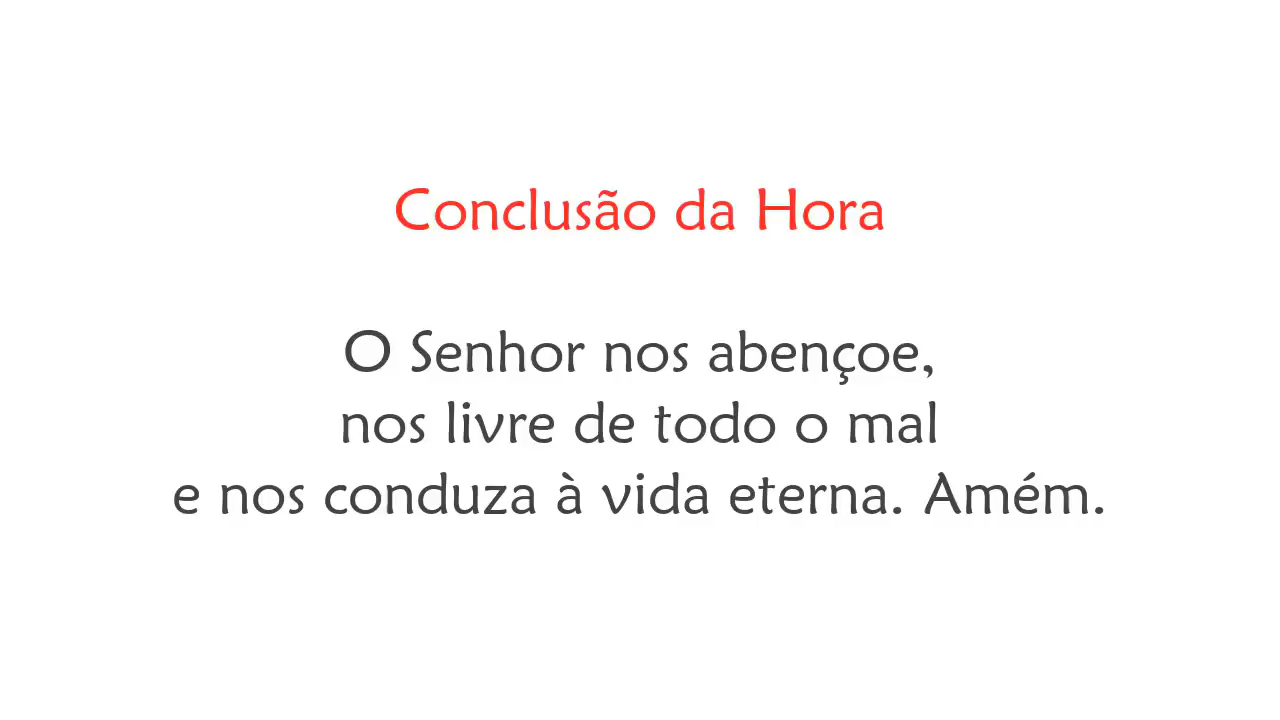 Conclusão da Hora
O Senhor nos abençoe,
nos livre de todo o mal
e nos conduza à vida eterna. Amém.